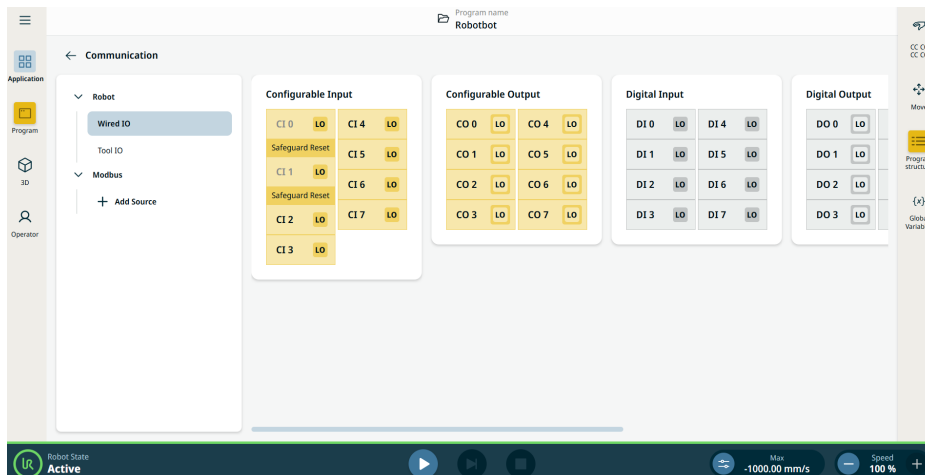 Program name
Robotbot
Application
Program
3D
Operator
Communication
Robot
Wired IO
Tool IO
Modbus
Add Source
Configurable Input
CI 0 LO CI 4 LO
Safeguard Reset
CI 5 LO
CI 1 LO
CI 6 LO
Safeguard Reset
CI 2 LO CI 7 LO
CI 3 LO
Configurable Output
CO 0 LO CO 4 LO
CO 1 LO CO 5 LO
CO 2 LO CO 6 LO
CO 3 LO CO 7 LO
Digital Input
DI 0 LO DI 4 LO
DI 1 LO DI 5 LO
DI 2 LO DI 6 LO
DI 3 LO DI 7 LO
Digital Output
DO 0 LO
DO 1 LO
DO 2 LO
DO 3 LO
{x}
UR
Robot State
Active
Max
-1000.00 mm/s
Speed
100 %